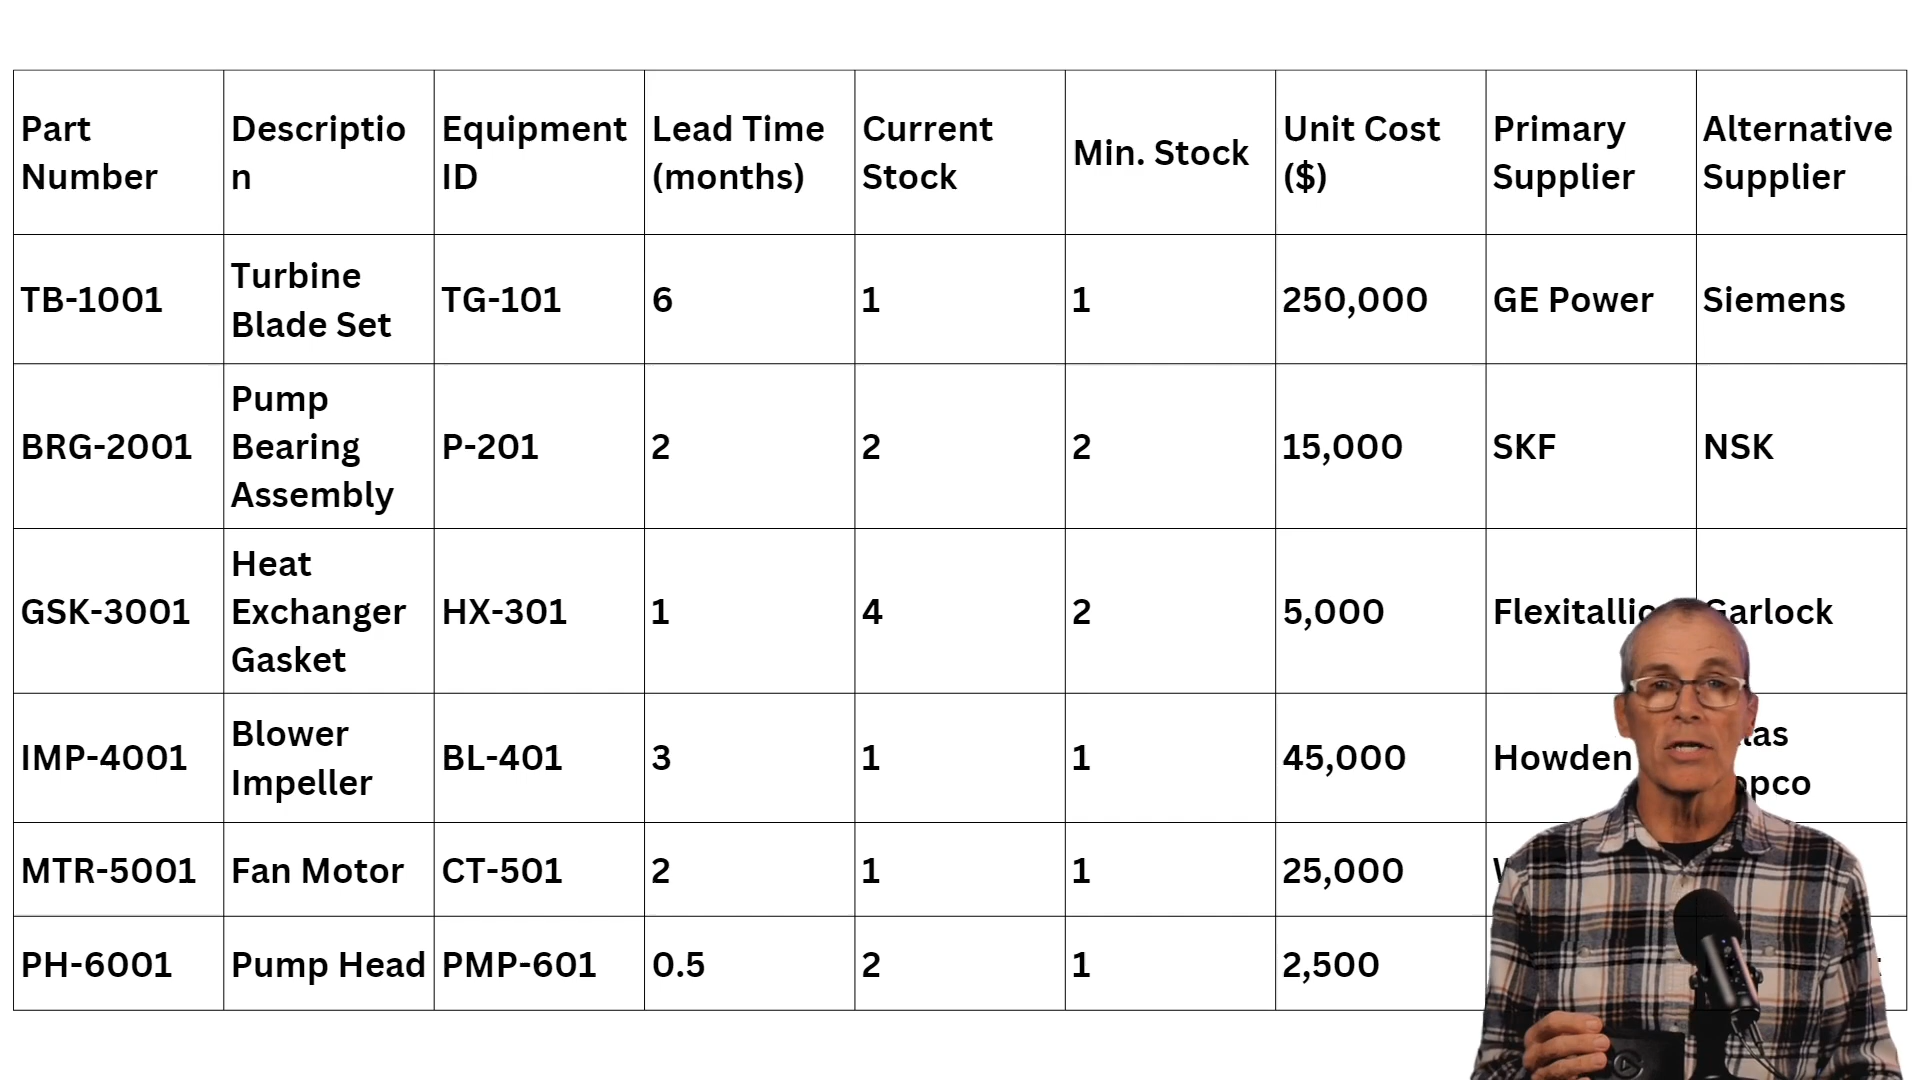 Part Number
Description
Equipment ID
Lead Time (months)
Current Stock
Min. Stock
Unit Cost ($)
Primary Supplier
Alternative Supplier
TB-1001
Turbine Blade Set
TG-101
6
1
1
250,000
GE Power
Siemens
BRG-2001
Pump Bearing Assembly
P-201
2
2
2
15,000
SKF
NSK
GSK-3001
Heat Exchanger Gasket
HX-301
1
4
2
5,000
Flexitallic
Garlock
IMP-4001
Blower Impeller
BL-401
3
1
1
45,000
Howden
MTR-5001
Fan Motor
CT-501
2
1
1
25,000
PH-6001
Pump Head
PMP-601
0.5
2
1
2,500